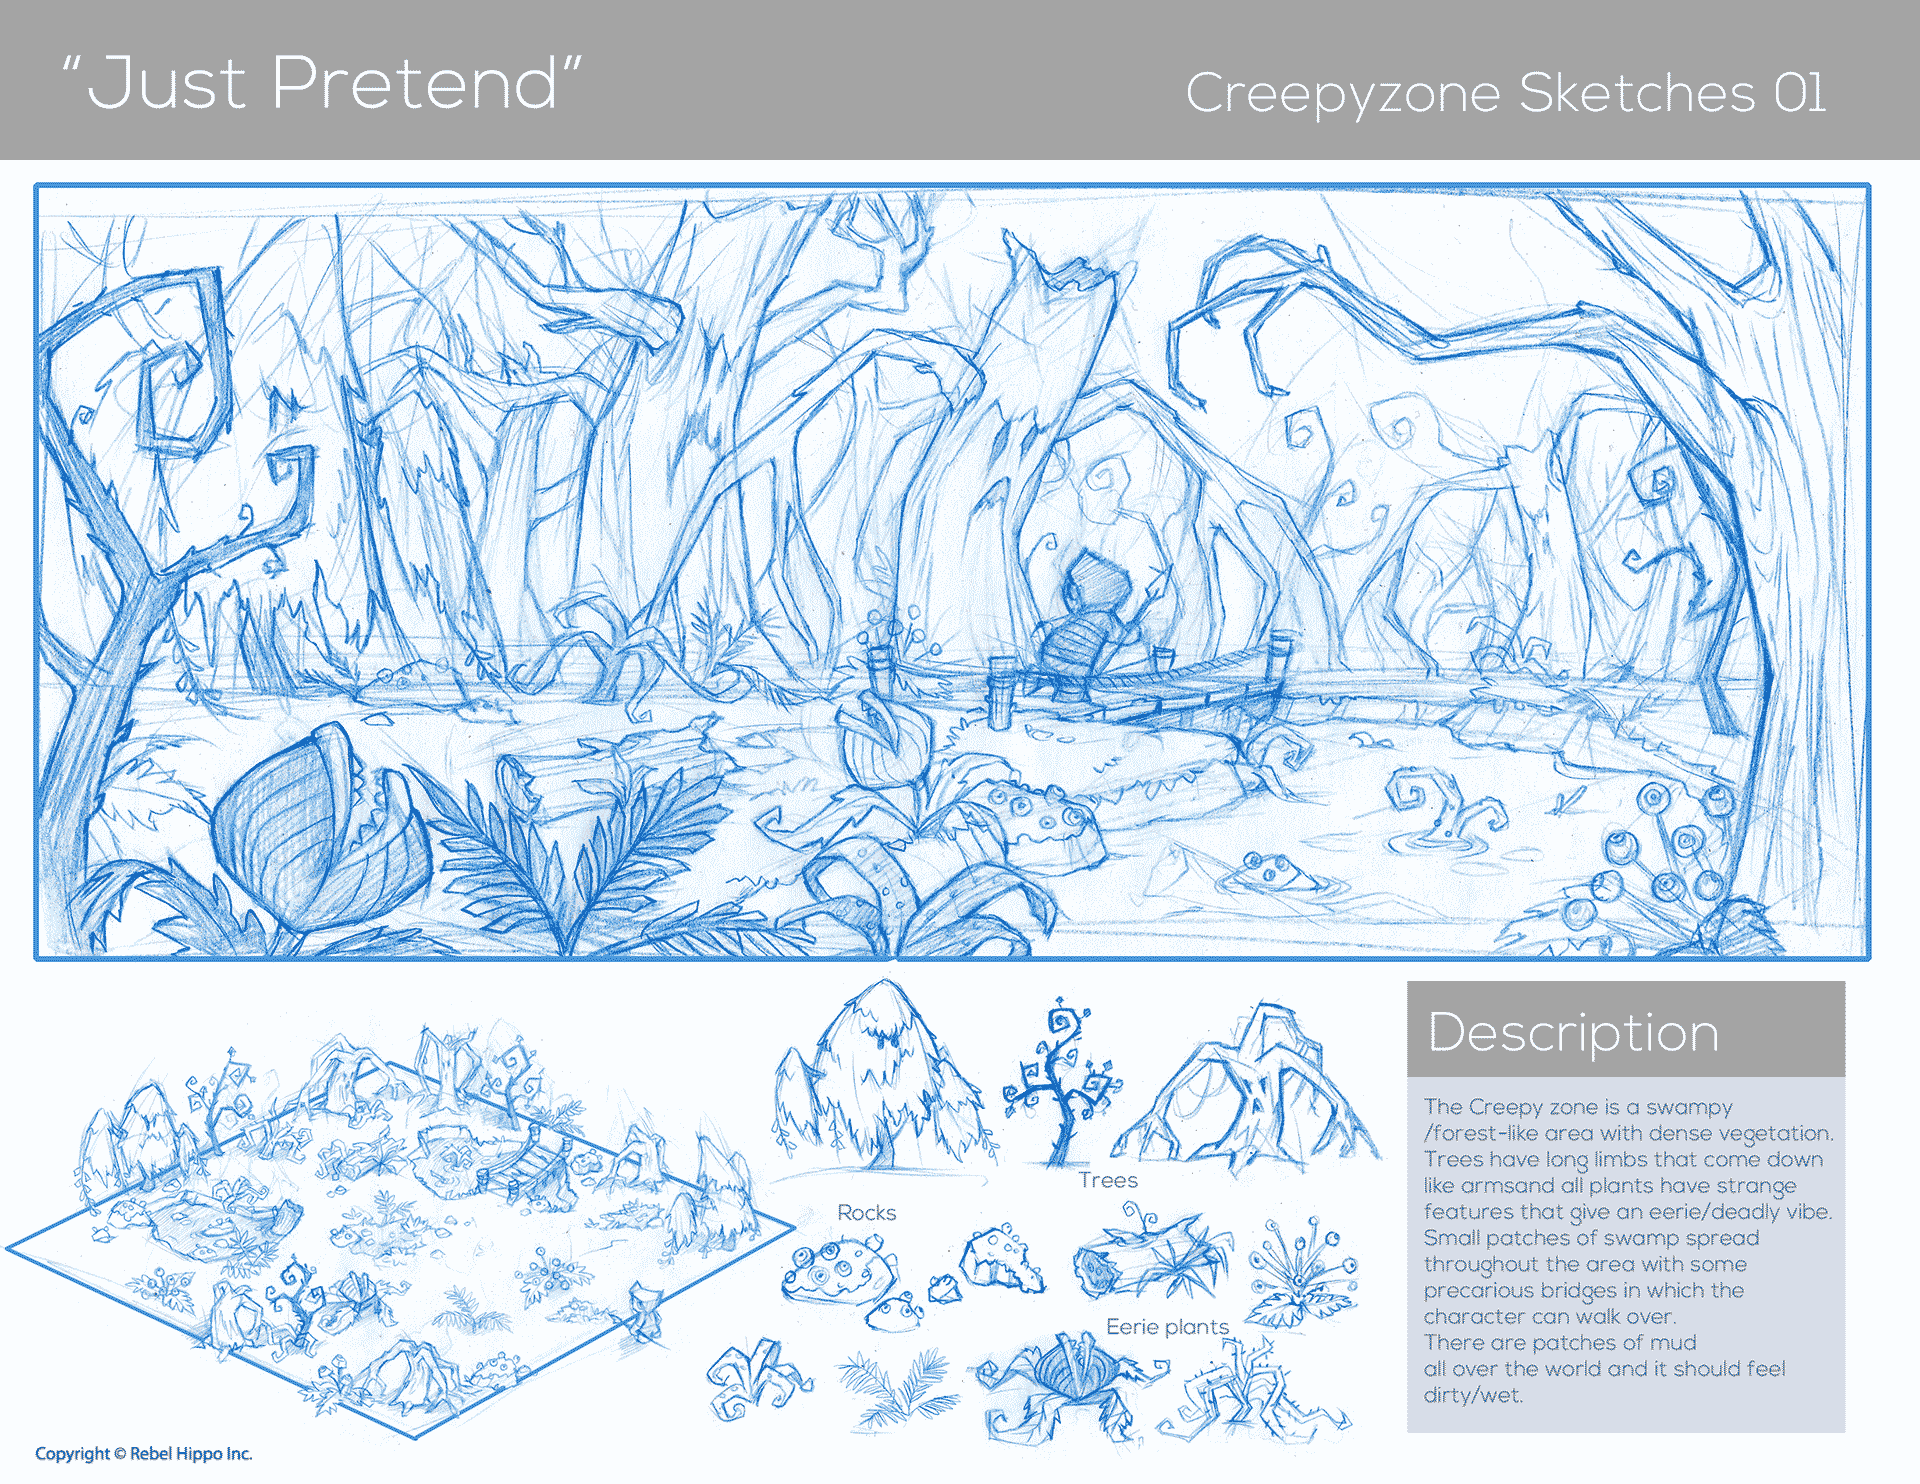 “Just Pretend”
Creepyzone Sketches 01
Trees
Rocks
Eerie plants
Description
The Creepy zone is a swampy
/forest-like area with dense vegetation.
Trees have long limbs that come down
like armsand all plants have strange
features that give an eerie/deadly vibe.
Small patches of swamp spread
throughout the area with some
precarious bridges in which the
character can walk over.
There are patches of mud
all over the world and it should feel
dirty/wet.
Copyright © Rebel Hippo Inc.